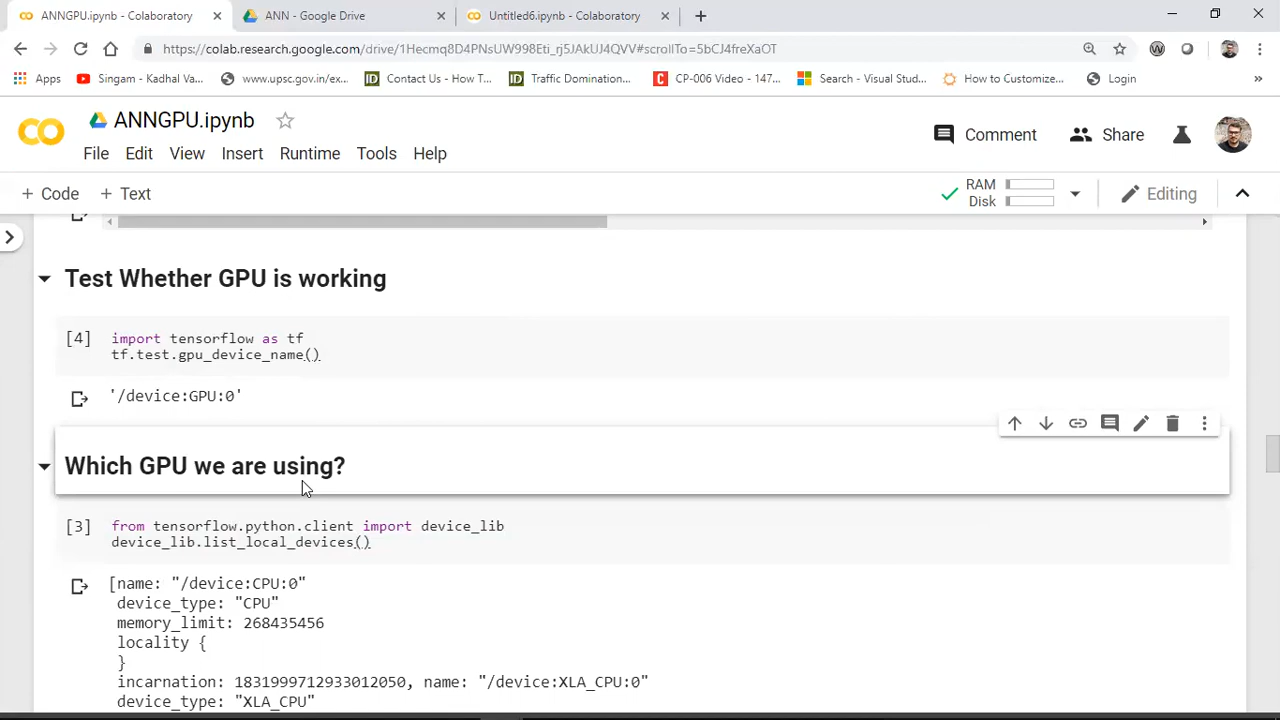 ANNGPU.ipynb - Colaboratory
ANN - Google Drive
Untitled6.ipynb - Colaboratory
https://colab.research.google.com/drive/1Hecmq8D4PNsUW998Eti_rj5JAkUJ4QVV#scrollTo=5bCJ4freXaOT
Apps
Singam - Kadhal Va...
www.upsc.gov.in/ex...
Contact Us - How T...
Traffic Domination...
CP-006 Video - 147...
Search - Visual Stud...
How to Customize...
Login
»
CO
ANNGPU.ipynb
Comment
Share
File Edit View Insert Runtime Tools Help
+ Code + Text
RAM
Disk
Editing
Test Whether GPU is working
[4] import tensorflow as tf
tf.test.gpu_device_name()
'/device:GPU:0'
Which GPU we are using?
[3] from tensorflow.python.client import device_lib
device_lib.list_local_devices()
[name: "/device:CPU:0"
device_type: "CPU"
memory_limit: 268435456
locality {
}
incarnation: 1831999712933012050, name: "/device:XLA_CPU:0"
device_type: "XLA_CPU"